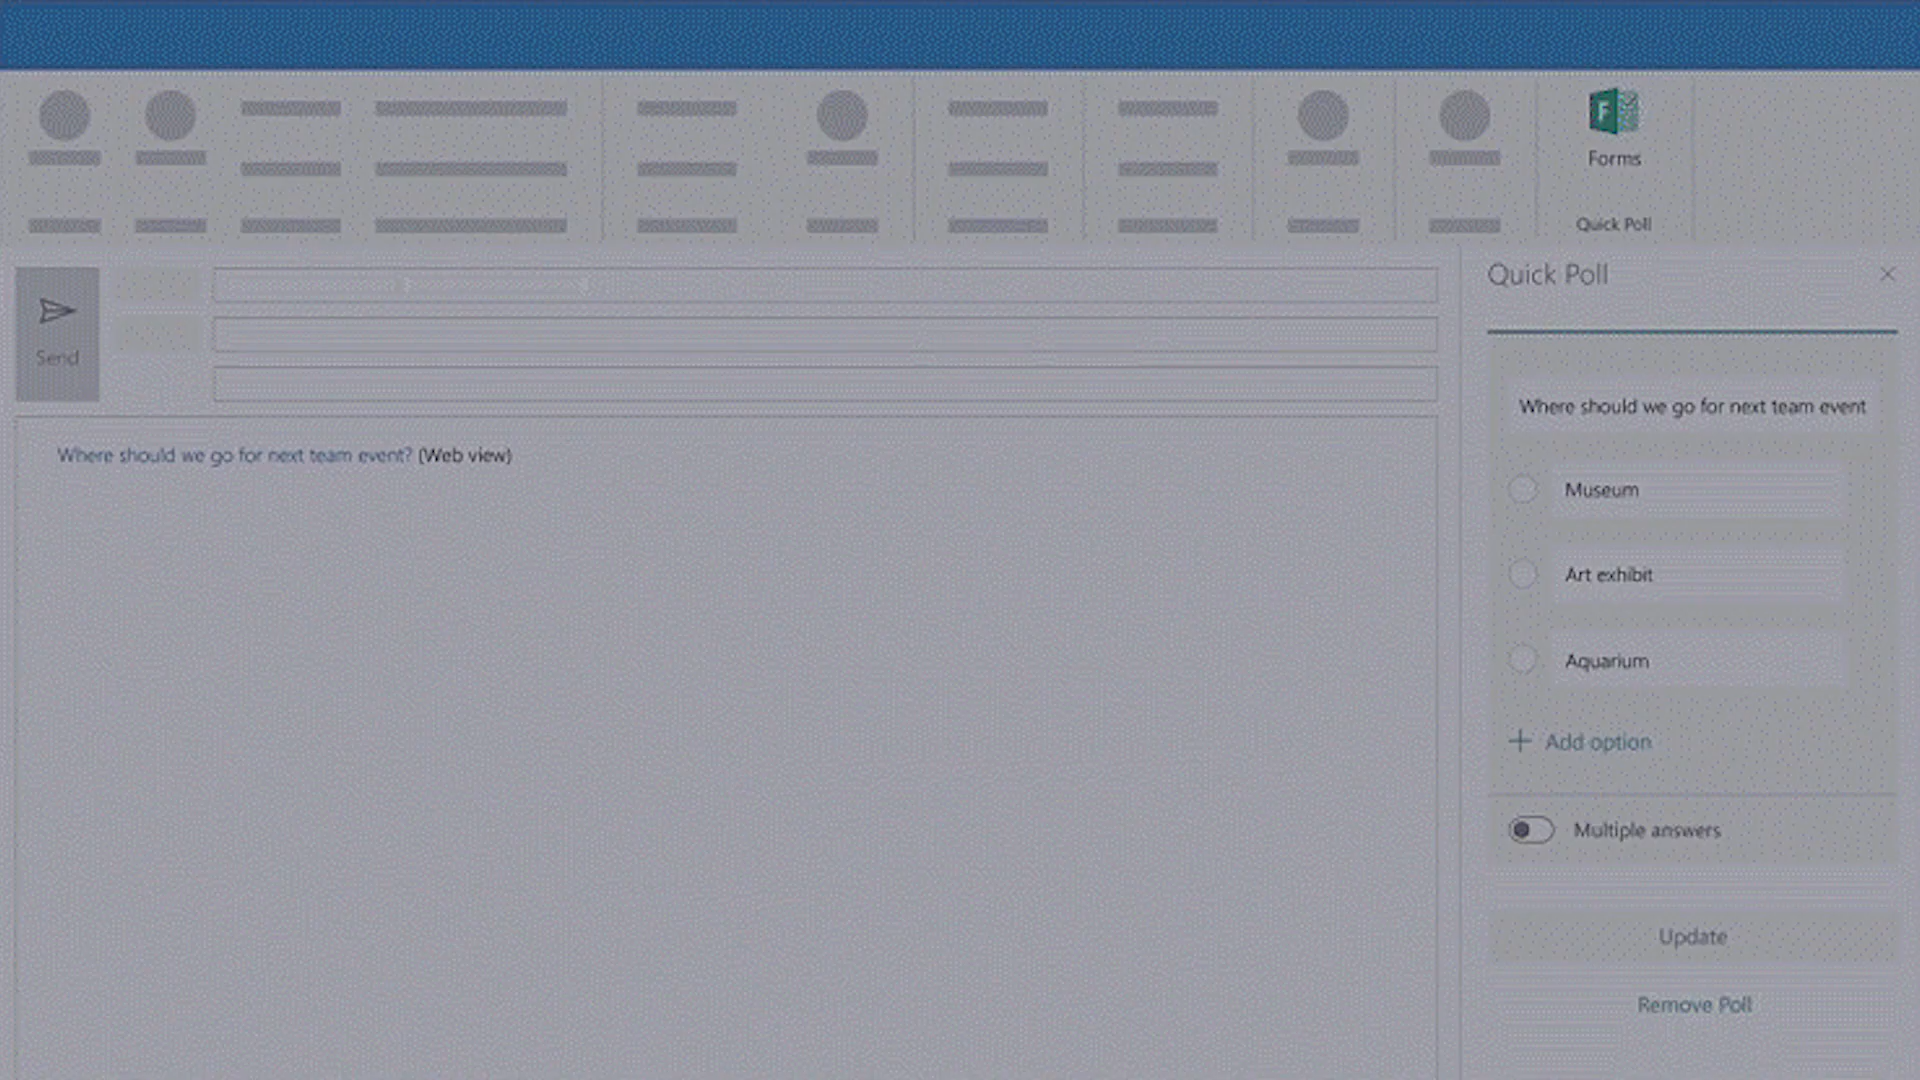 F
Forms
Quick Poll
Send
Quick Poll
Where should we go for next team event? (Web view)
Where should we go for next team event
Museum
Art exhibit
Aquarium
Add option
Multiple answers
Update
Remove Poll